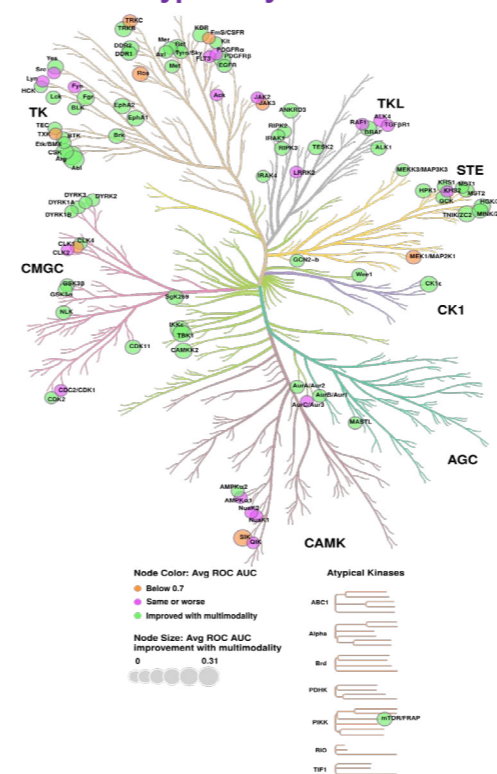 TRKC
TRKB
DDR2
DDR1
Ros
Mer
Axl
Tyro/Sky
Met
KDR
FmS/CSFR
Kit
FLT3
PDGFRα
PDGFRβ
EGFR
Yes
Src
Lyn
HCK
Fyn
Lck
Fgr
BLK
Ack
EphA2
EphA1
Brk
TK
TEC
TXK
BTK
Etk/BMX
CSK
Arg
Abl
JAK2
JAK3
ANKRD3
RIPK2
IRAK1
RIPK3
TESK2
IRAK4
LRRK2
TKL
RAF1
ALK4
TGFβR1
BRAF
ALK1
STE
MEKK3/MAP3K3
KHS1
MST1
HPK1
KHS2
MST2
GCK
TNIK/ZC2
MEK1/MAP2K1
DYRK3
DYRK2
DYRK1A
DYRK1B
CLK1
CLK4
CLK2
CMGC
GSK3B
GSK3α
NLK
SgK269
GCN2~b
Wee1
CK1ε
CK1
IKKε
TBK1
CAMKK2
CDK11
CDC2/CDK1
CDK2
AurA/Aur2
AurB/Aur1
AurC/Aur3
MASTL
AGC
AMPKα2
AMPKα1
NuaK2
NuaK1
SIK
QIK
CAMK
Node Color: Avg ROC AUC
Below 0.7
Same or worse
Improved with multimodality
Node Size: Avg ROC AUC
improvement with multimodality
0 0.31
Atypical Kinases
ABC1
Alpha
Brd
PDHK
PIKK
mTOR/FRAP
RIO
TIF1